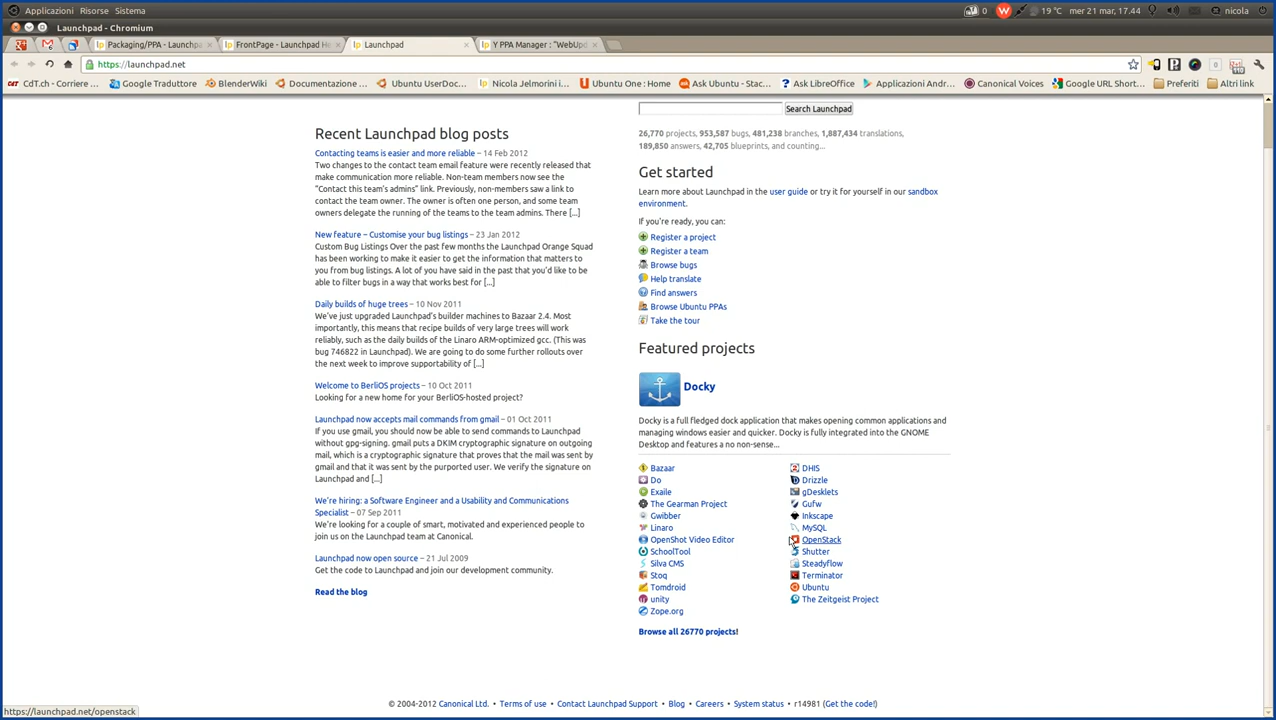 Applicazioni Risorse Sistema
0 19 °C mer 21 mar, 17.44 nicola
Launchpad - Chromium
Packaging/PPA - Launchpa
FrontPage - Launchpad He
Launchpad
Y PPA Manager : "WebUpd
https://launchpad.net
CdT.ch - Corriere ...
Google Traduttore
BlenderWiki
Documentazione ...
Ubuntu UserDoc...
Nicola Jelmorini in...
Ubuntu One : Home
Ask Ubuntu - Stac...
Ask LibreOffice
Applicazioni Andr...
Canonical Voices
Google URL Short...
Preferiti
Altri link
Recent Launchpad blog posts
Contacting teams is easier and more reliable – 14 Feb 2012
Two changes to the contact team email feature were recently released that
make communication more reliable. Non-team members now see the
"Contact this team's admins" link. Previously, non-members saw a link to
contact the team owner. The owner is often one person, and some team
owners delegate the running of the teams to the team admins. There [...]
New feature – Customise your bug listings – 23 Jan 2012
Custom Bug Listings Over the past few months the Launchpad Orange Squad
has been working to make it easier to get the information that matters to
you from bug listings. A lot of you have said in the past that you'd like to be
able to filter bugs in a way that works best for [...]
Daily builds of huge trees – 10 Nov 2011
We've just upgraded Launchpad's builder machines to Bazaar 2.4. Most
importantly, this means that recipe builds of very large trees will work
reliably, such as the daily builds of the Linaro ARM-optimized gcc. (This was
bug 746822 in Launchpad). We are going to do some further rollouts over
the next week to improve supportability of [...]
Welcome to BerliOS projects – 10 Oct 2011
Looking for a new home for your BerliOS-hosted project?
Launchpad now accepts mail commands from gmail – 01 Oct 2011
If you use gmail, you should now be able to send commands to Launchpad
without gpg-signing. gmail puts a DKIM cryptographic signature on outgoing
mail, which is a cryptographic signature that proves that the mail was sent by
gmail and that it was sent by the purported user. We verify the signature on
Launchpad and [...]
We're hiring: a Software Engineer and a Usability and Communications
Specialist – 07 Sep 2011
We're looking for a couple of smart, motivated and experienced people to
join us on the Launchpad team at Canonical.
Launchpad now open source – 21 Jul 2009
Get the code to Launchpad and join our development community.
Read the blog
Search Launchpad
26,770 projects, 953,587 bugs, 481,238 branches, 1,887,434 translations,
189,850 answers, 42,705 blueprints, and counting...
Get started
Learn more about Launchpad in the user guide or try it for yourself in our sandbox
environment.
If you're ready, you can:
Register a project
Register a team
Browse bugs
Help translate
Find answers
Browse Ubuntu PPAs
Take the tour
Featured projects
Docky
Docky is a full fledged dock application that makes opening common applications and
managing windows easier and quicker. Docky is fully integrated into the GNOME
Desktop and features a no non-sense...
Bazaar
Do
Exaile
The Gearman Project
Gwibber
Linaro
OpenShot Video Editor
SchoolTool
Silva CMS
Stoq
Tomdroid
unity
Zope.org
DHIS
Drizzle
gDesklets
Gufw
Inkscape
MySQL
OpenStack
Shutter
Steadyflow
Terminator
Ubuntu
The Zeitgeist Project
Browse all 26770 projects!
© 2004-2012 Canonical Ltd. • Terms of use • Contact Launchpad Support • Blog • Careers • System status • r14981 (Get the code!)
https://launchpad.net/openstack